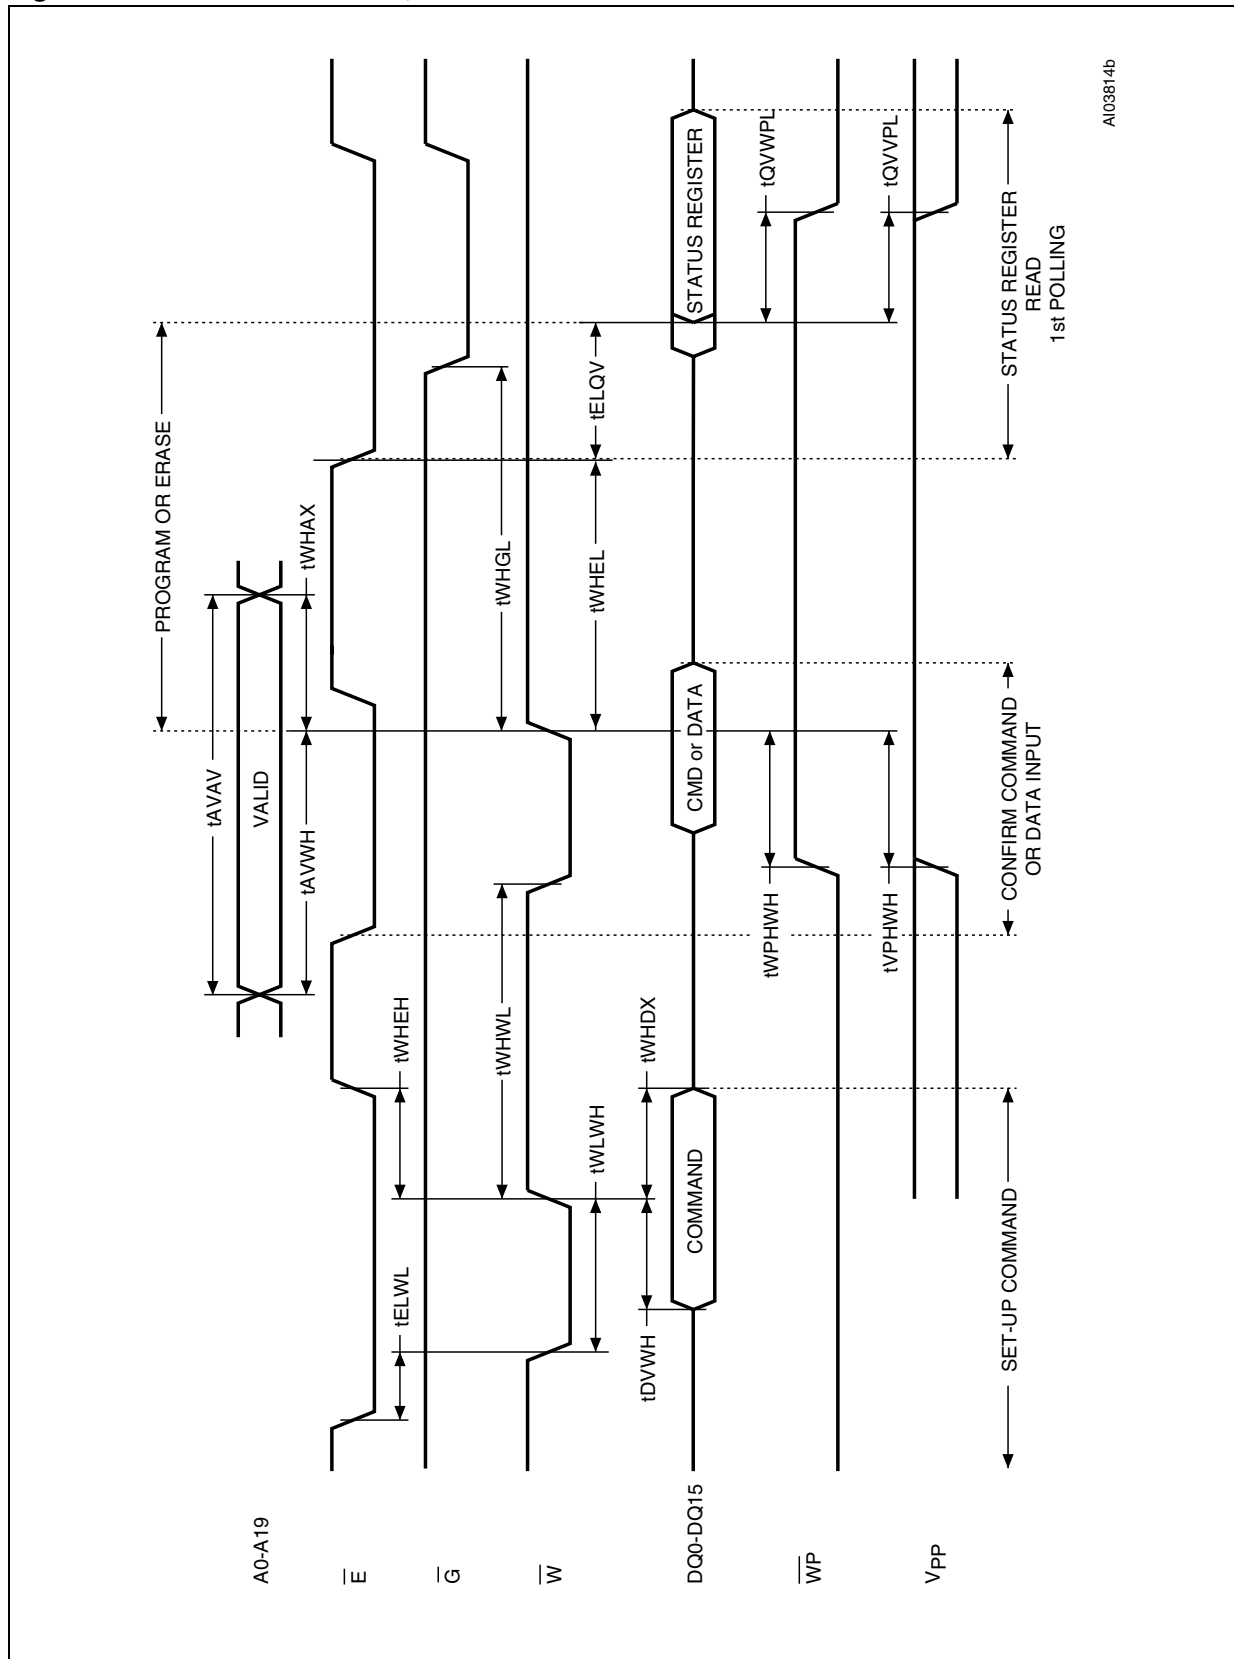 PROGRAM OR ERASE
tAVAV
A0-A19
VALID
tAVWH
tWHAX
E
tELWL
tWHEH
G
tWHWL
tWHGL
W
tWLWH
tWHEL
tELQV
tDVWH
tWHDX
DQ0-DQ15
COMMAND
CMD or DATA
STATUS REGISTER
tWPHWH
tQVWPL
WP
tVPHWH
tQVVPL
VPP
SET-UP COMMAND
CONFIRM COMMAND
OR DATA INPUT
STATUS REGISTER
READ
1st POLLING
AI03814b